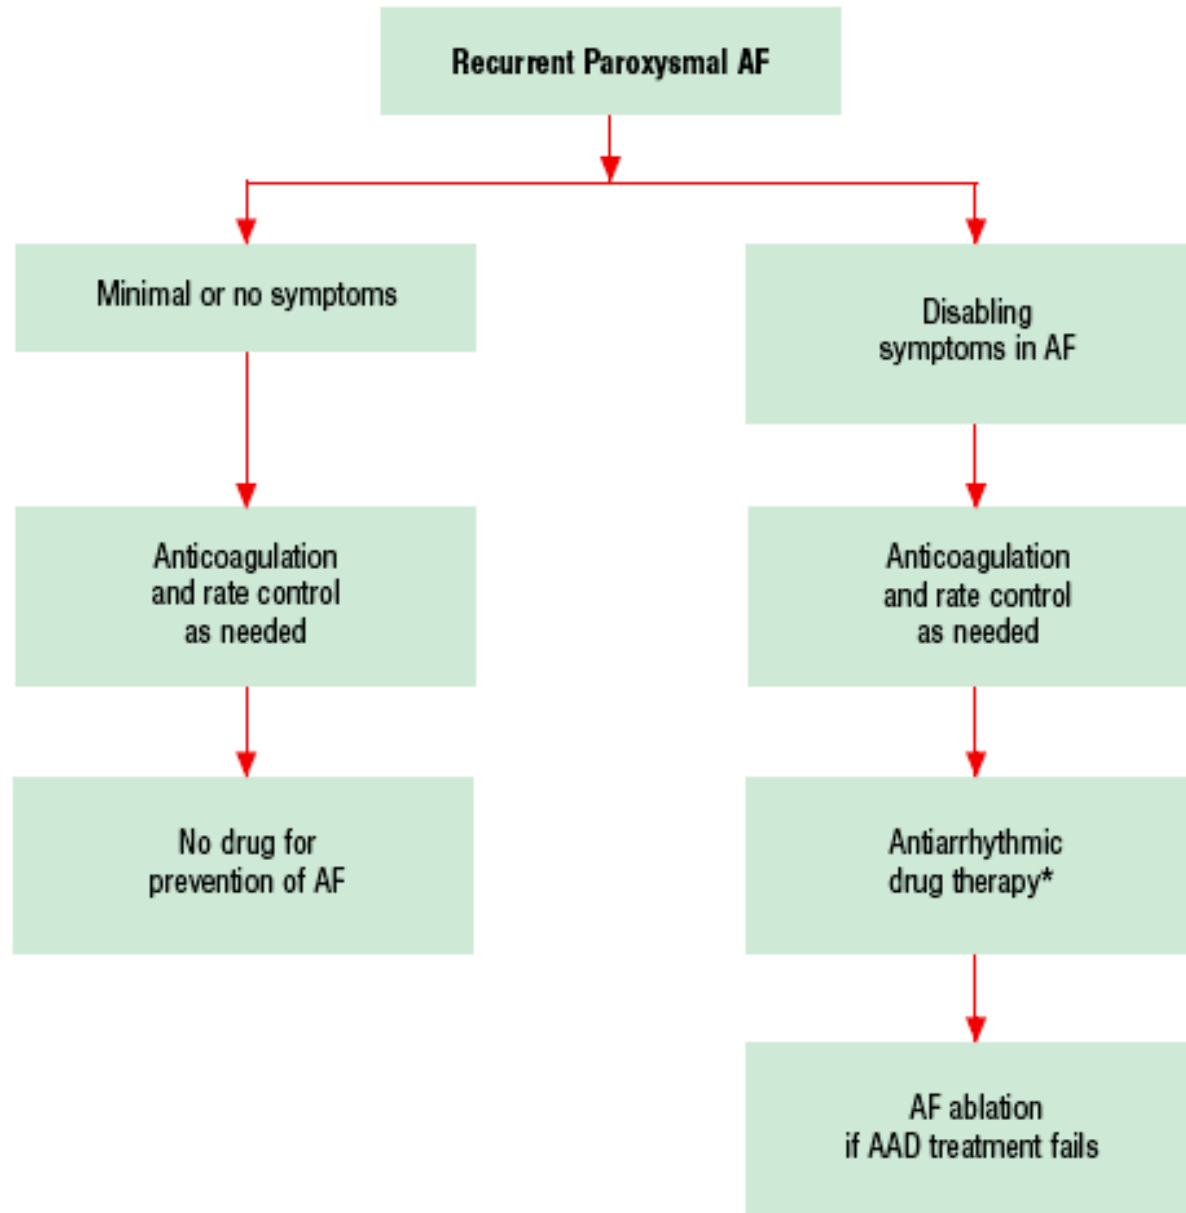 Recurrent Paroxysmal AF
Minimal or no symptoms
Disabling
symptoms in AF
Anticoagulation
and rate control
as needed
Anticoagulation
and rate control
as needed
No drug for
prevention of AF
Antiarrhythmic
drug therapy*
AF ablation
if AAD treatment fails